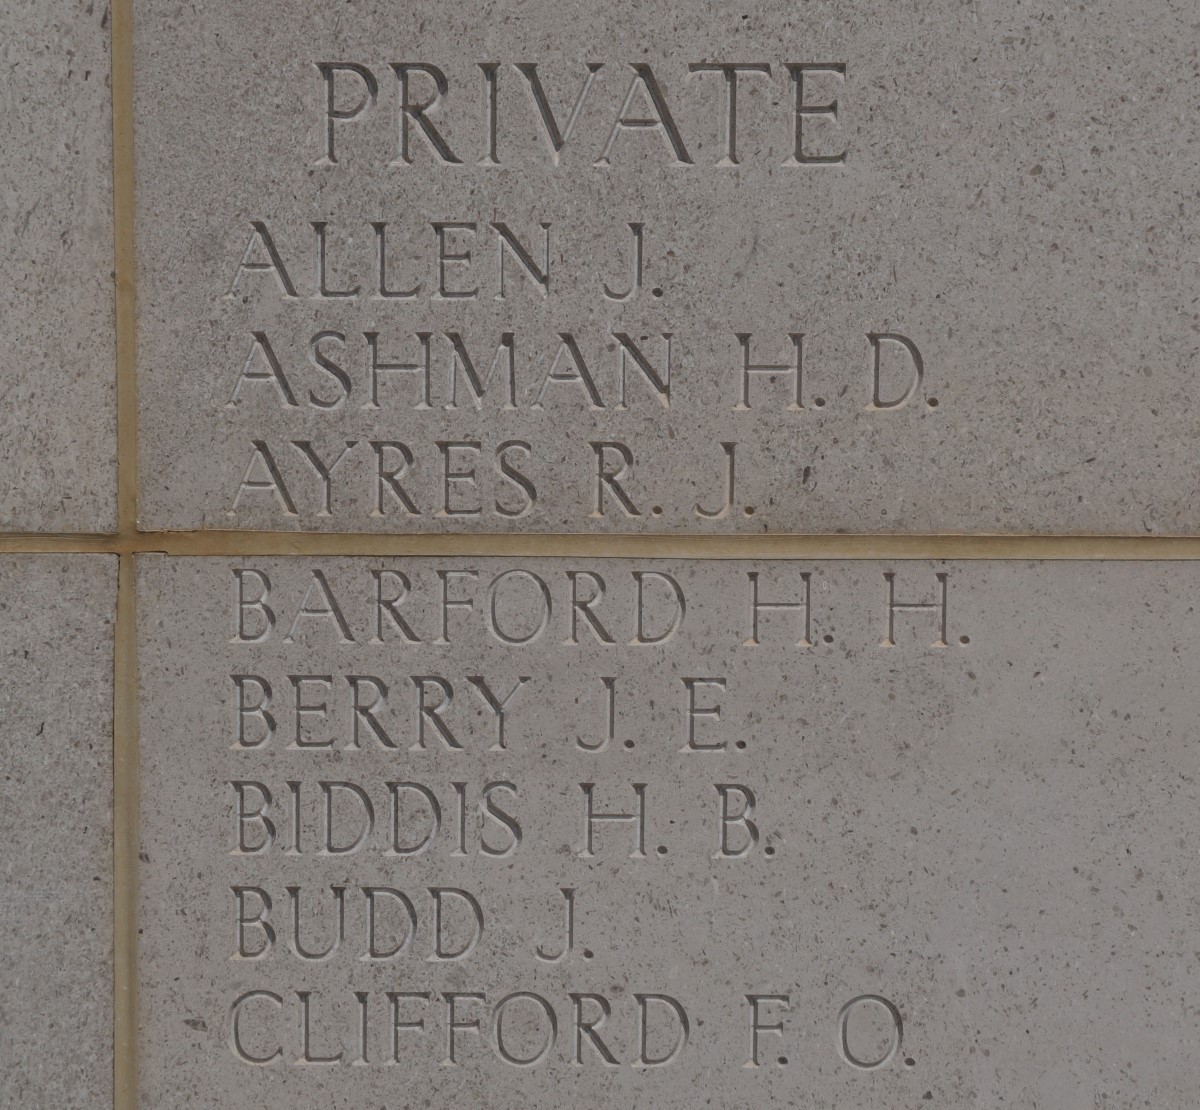 PRIVATE
ALLEN J.
ASHMAN H. D.
AYRES R. J.
BARFORD H. H.
BERRY J. E.
BIDDIS H. B.
BUDD J.
CLIFFORD F. O.